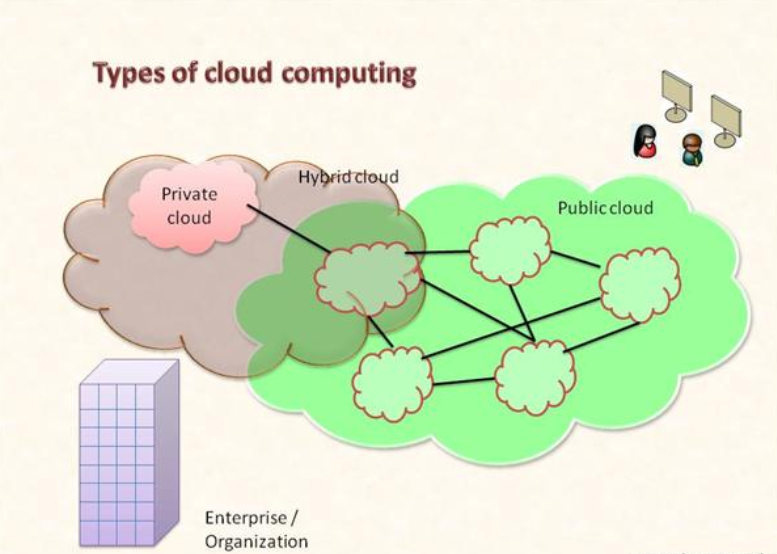 Types of cloud computing
Private
cloud
Hybrid cloud
Public cloud
Enterprise /
Organization